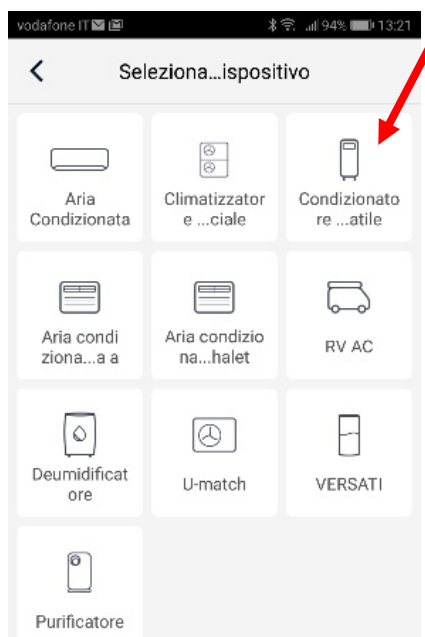 vodafone IT 94% 13:21
Seleziona...ispositivo
Aria
Condizionata
Climatizzator
e ...ciale
Condizionato
re ...atile
Aria condi
ziona...a a
Aria condizio
na...halet
RV AC
Deumidificat
ore
U-match
VERSATI
Purificatore